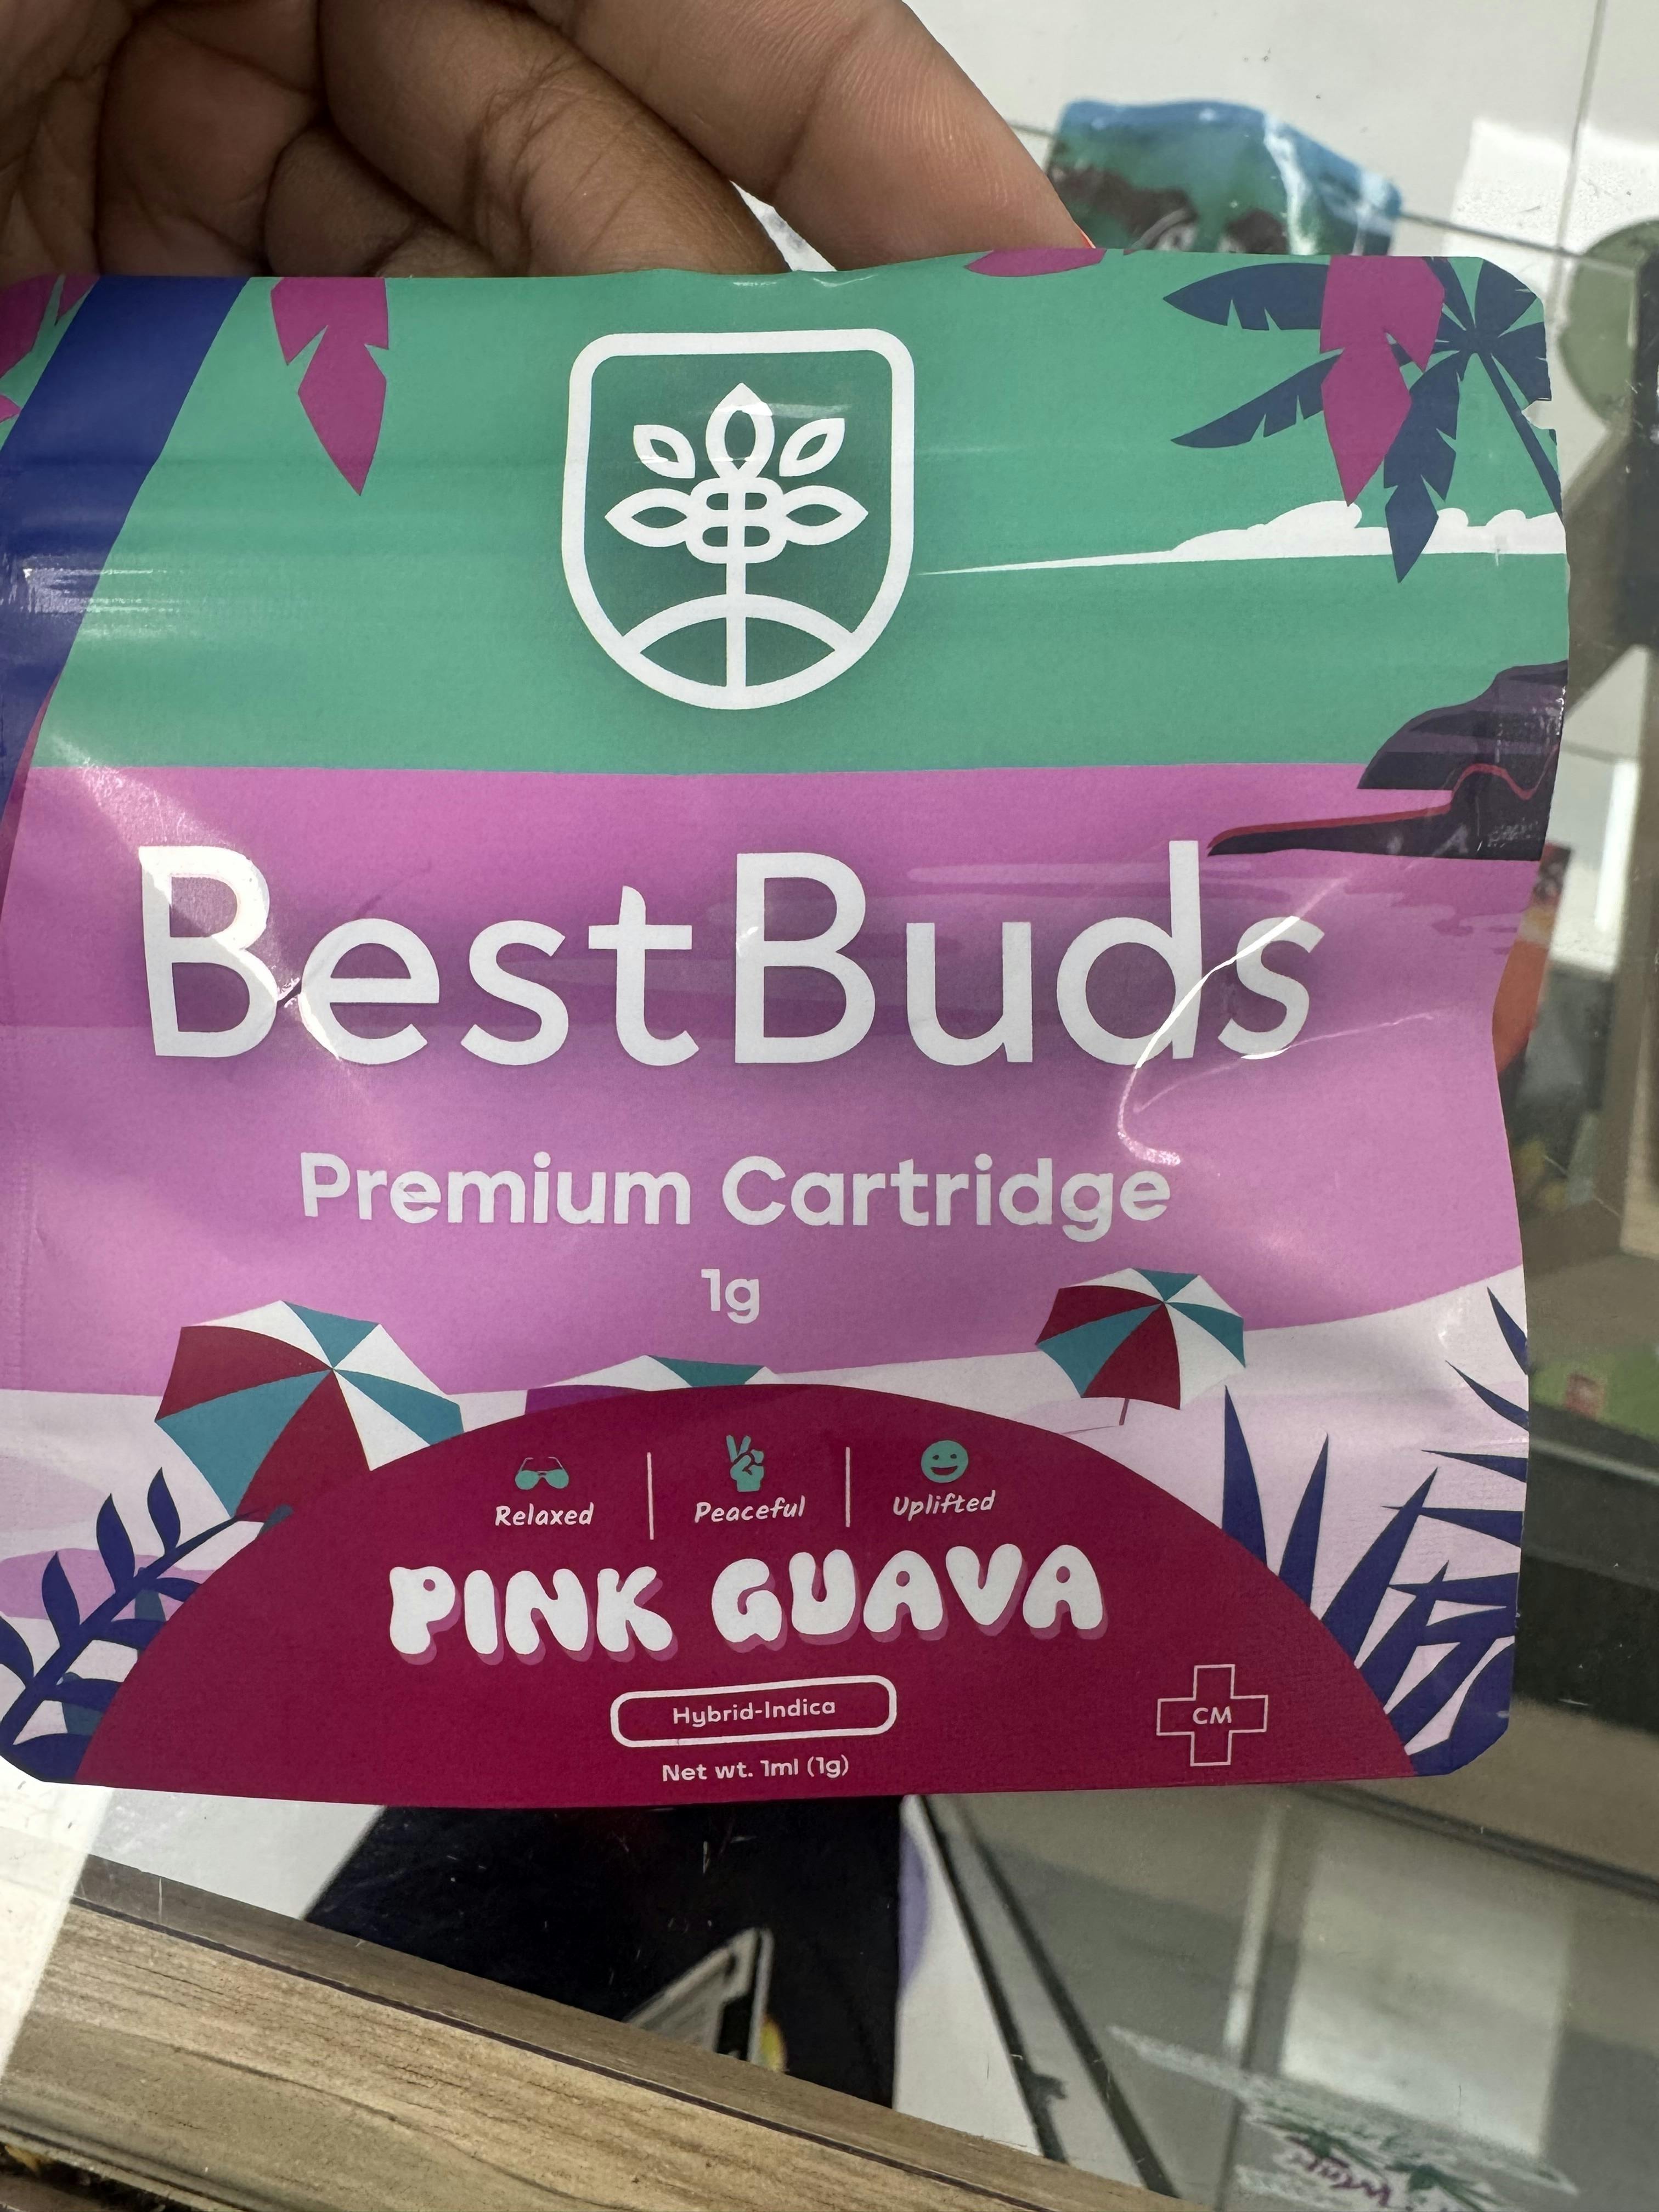 BestBuds
Premium Cartridge
1g
Relaxed | Peaceful | Uplifted
PINK GUAVA
Hybrid-Indica
CM
Net wt. 1ml (1g)